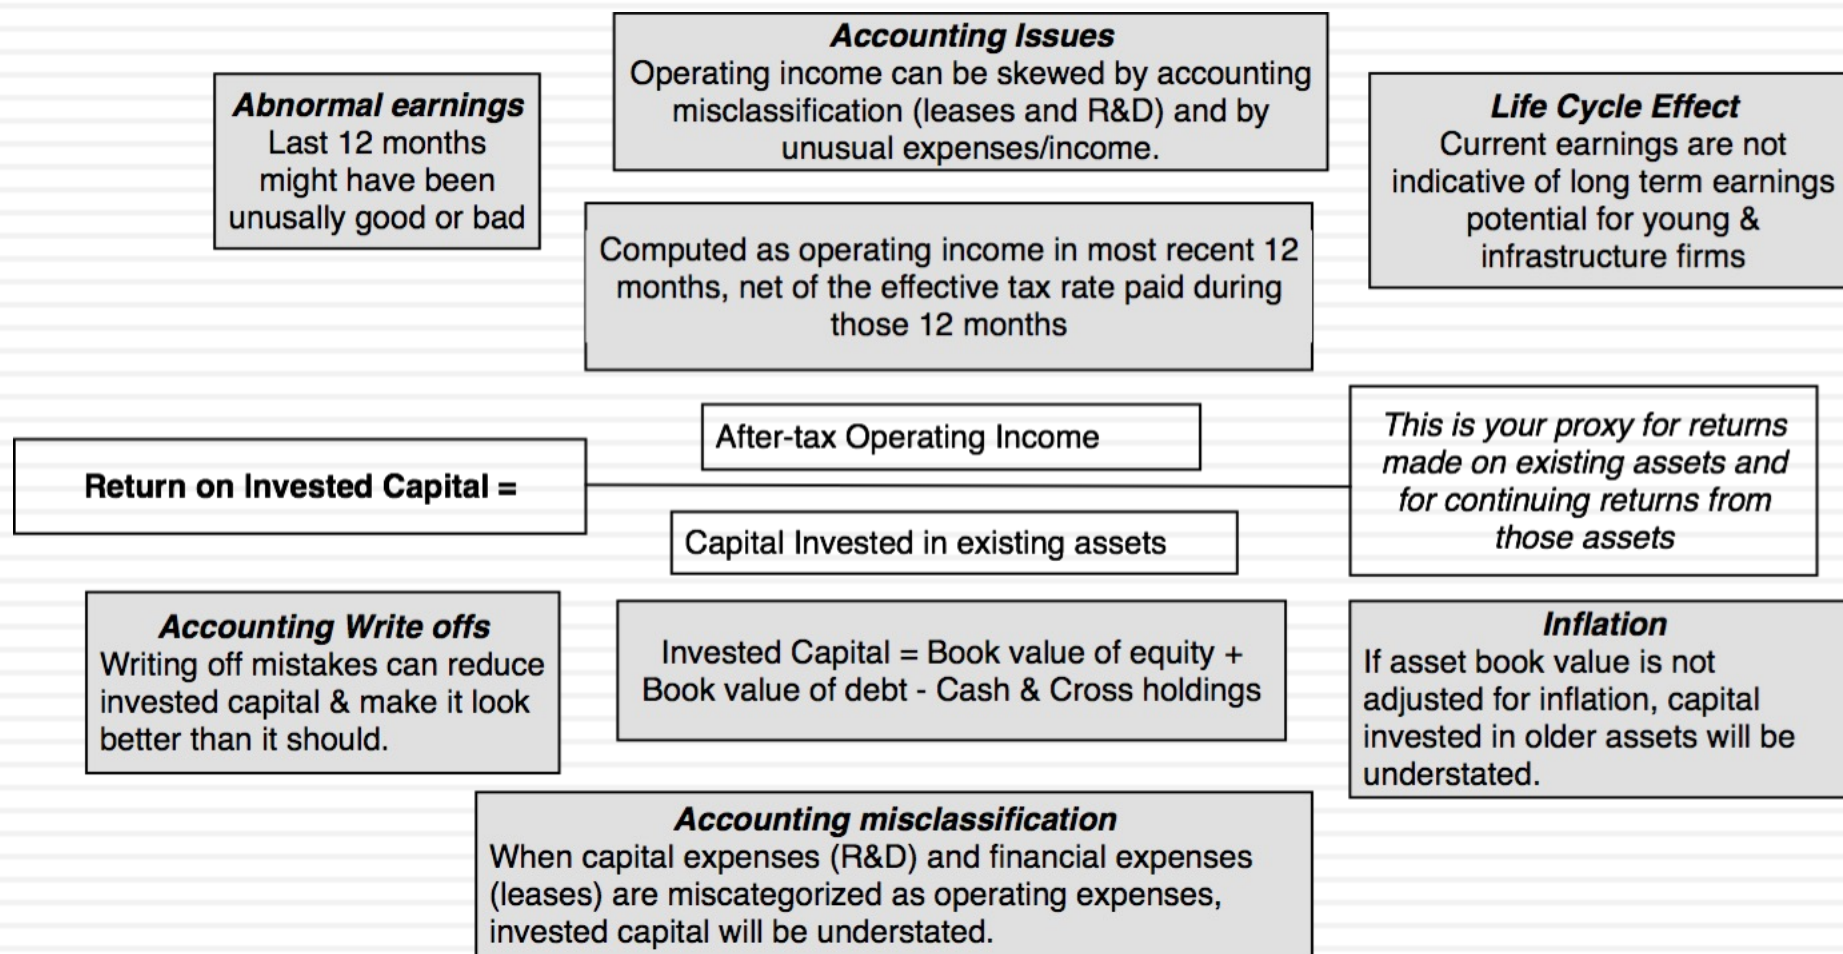 Accounting Issues
Operating income can be skewed by accounting
misclassification (leases and R&D) and by
unusual expenses/income.
Abnormal earnings
Last 12 months
might have been
unusally good or bad
Life Cycle Effect
Current earnings are not
indicative of long term earnings
potential for young &
infrastructure firms
Computed as operating income in most recent 12
months, net of the effective tax rate paid during
those 12 months
Return on Invested Capital =
After-tax Operating Income
Capital Invested in existing assets
This is your proxy for returns
made on existing assets and
for continuing returns from
those assets
Accounting Write offs
Writing off mistakes can reduce
invested capital & make it look
better than it should.
Invested Capital = Book value of equity +
Book value of debt - Cash & Cross holdings
Inflation
If asset book value is not
adjusted for inflation, capital
invested in older assets will be
understated.
Accounting misclassification
When capital expenses (R&D) and financial expenses
(leases) are miscategorized as operating expenses,
invested capital will be understated.